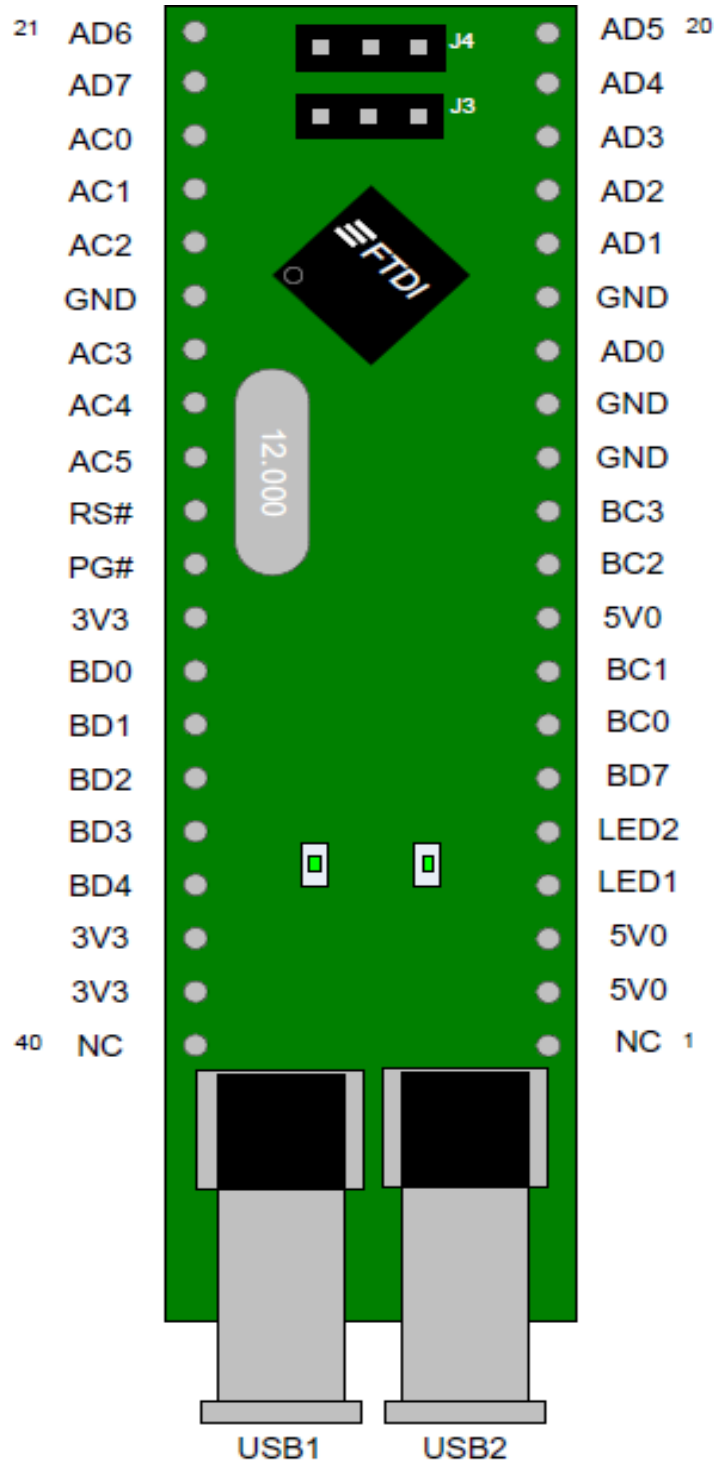 21 AD6 AD5 20
J4
AD7 AD4
J3
AC0 AD3
AC1 AD2
AC2 AD1
FTDI
GND GND
AC3 AD0
AC4 GND
AC5 GND
12.000
RS# BC3
PG# BC2
3V3 5V0
BD0 BC1
BD1 BC0
BD2 BD7
BD3 LED2
BD4 LED1
3V3 5V0
3V3 5V0
40 NC NC 1
USB1 USB2